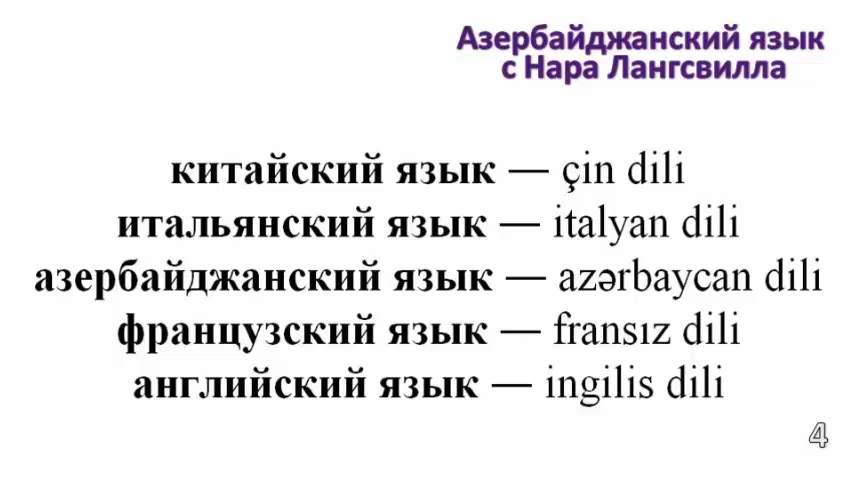 Азербайджанский язык
с Нара Лангсвилла
китайский язык — çin dili
итальянский язык — italyan dili
азербайджанский язык — azərbaycan dili
французский язык — fransız dili
английский язык — ingilis dili
4